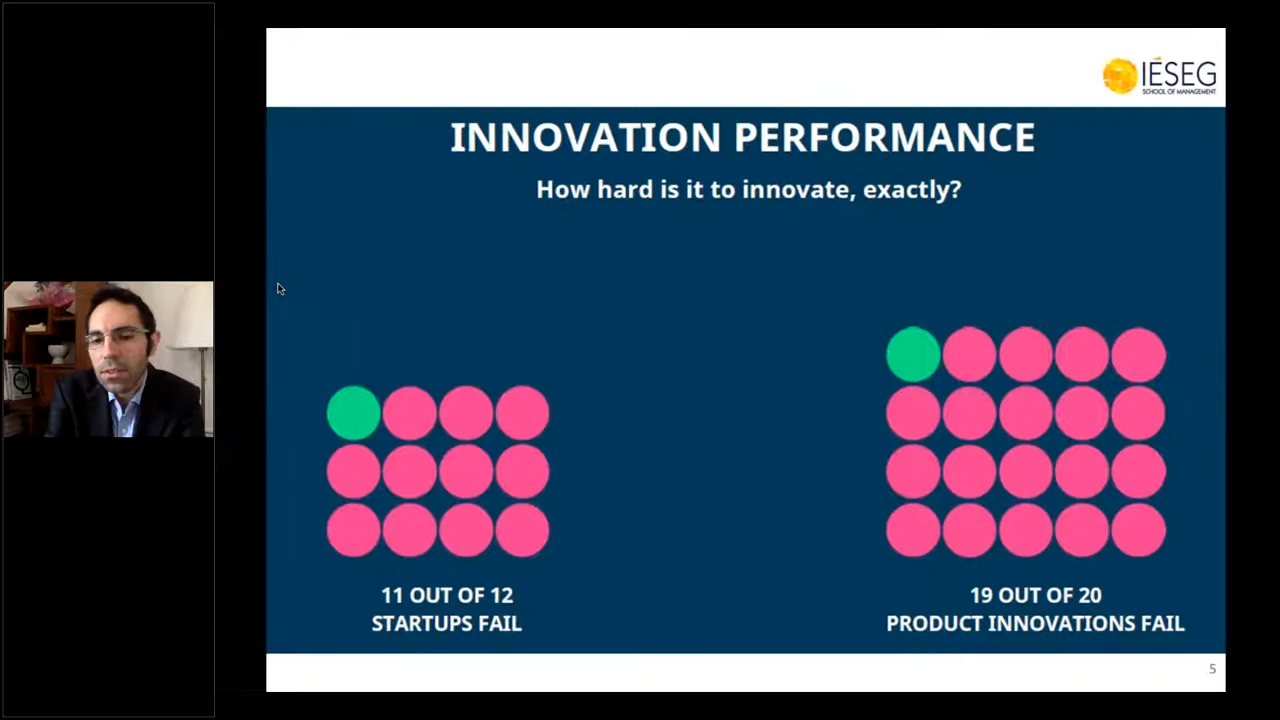 IÉSEG
SCHOOL OF MANAGEMENT
INNOVATION PERFORMANCE
How hard is it to innovate, exactly?
11 OUT OF 12
STARTUPS FAIL
19 OUT OF 20
PRODUCT INNOVATIONS FAIL
5